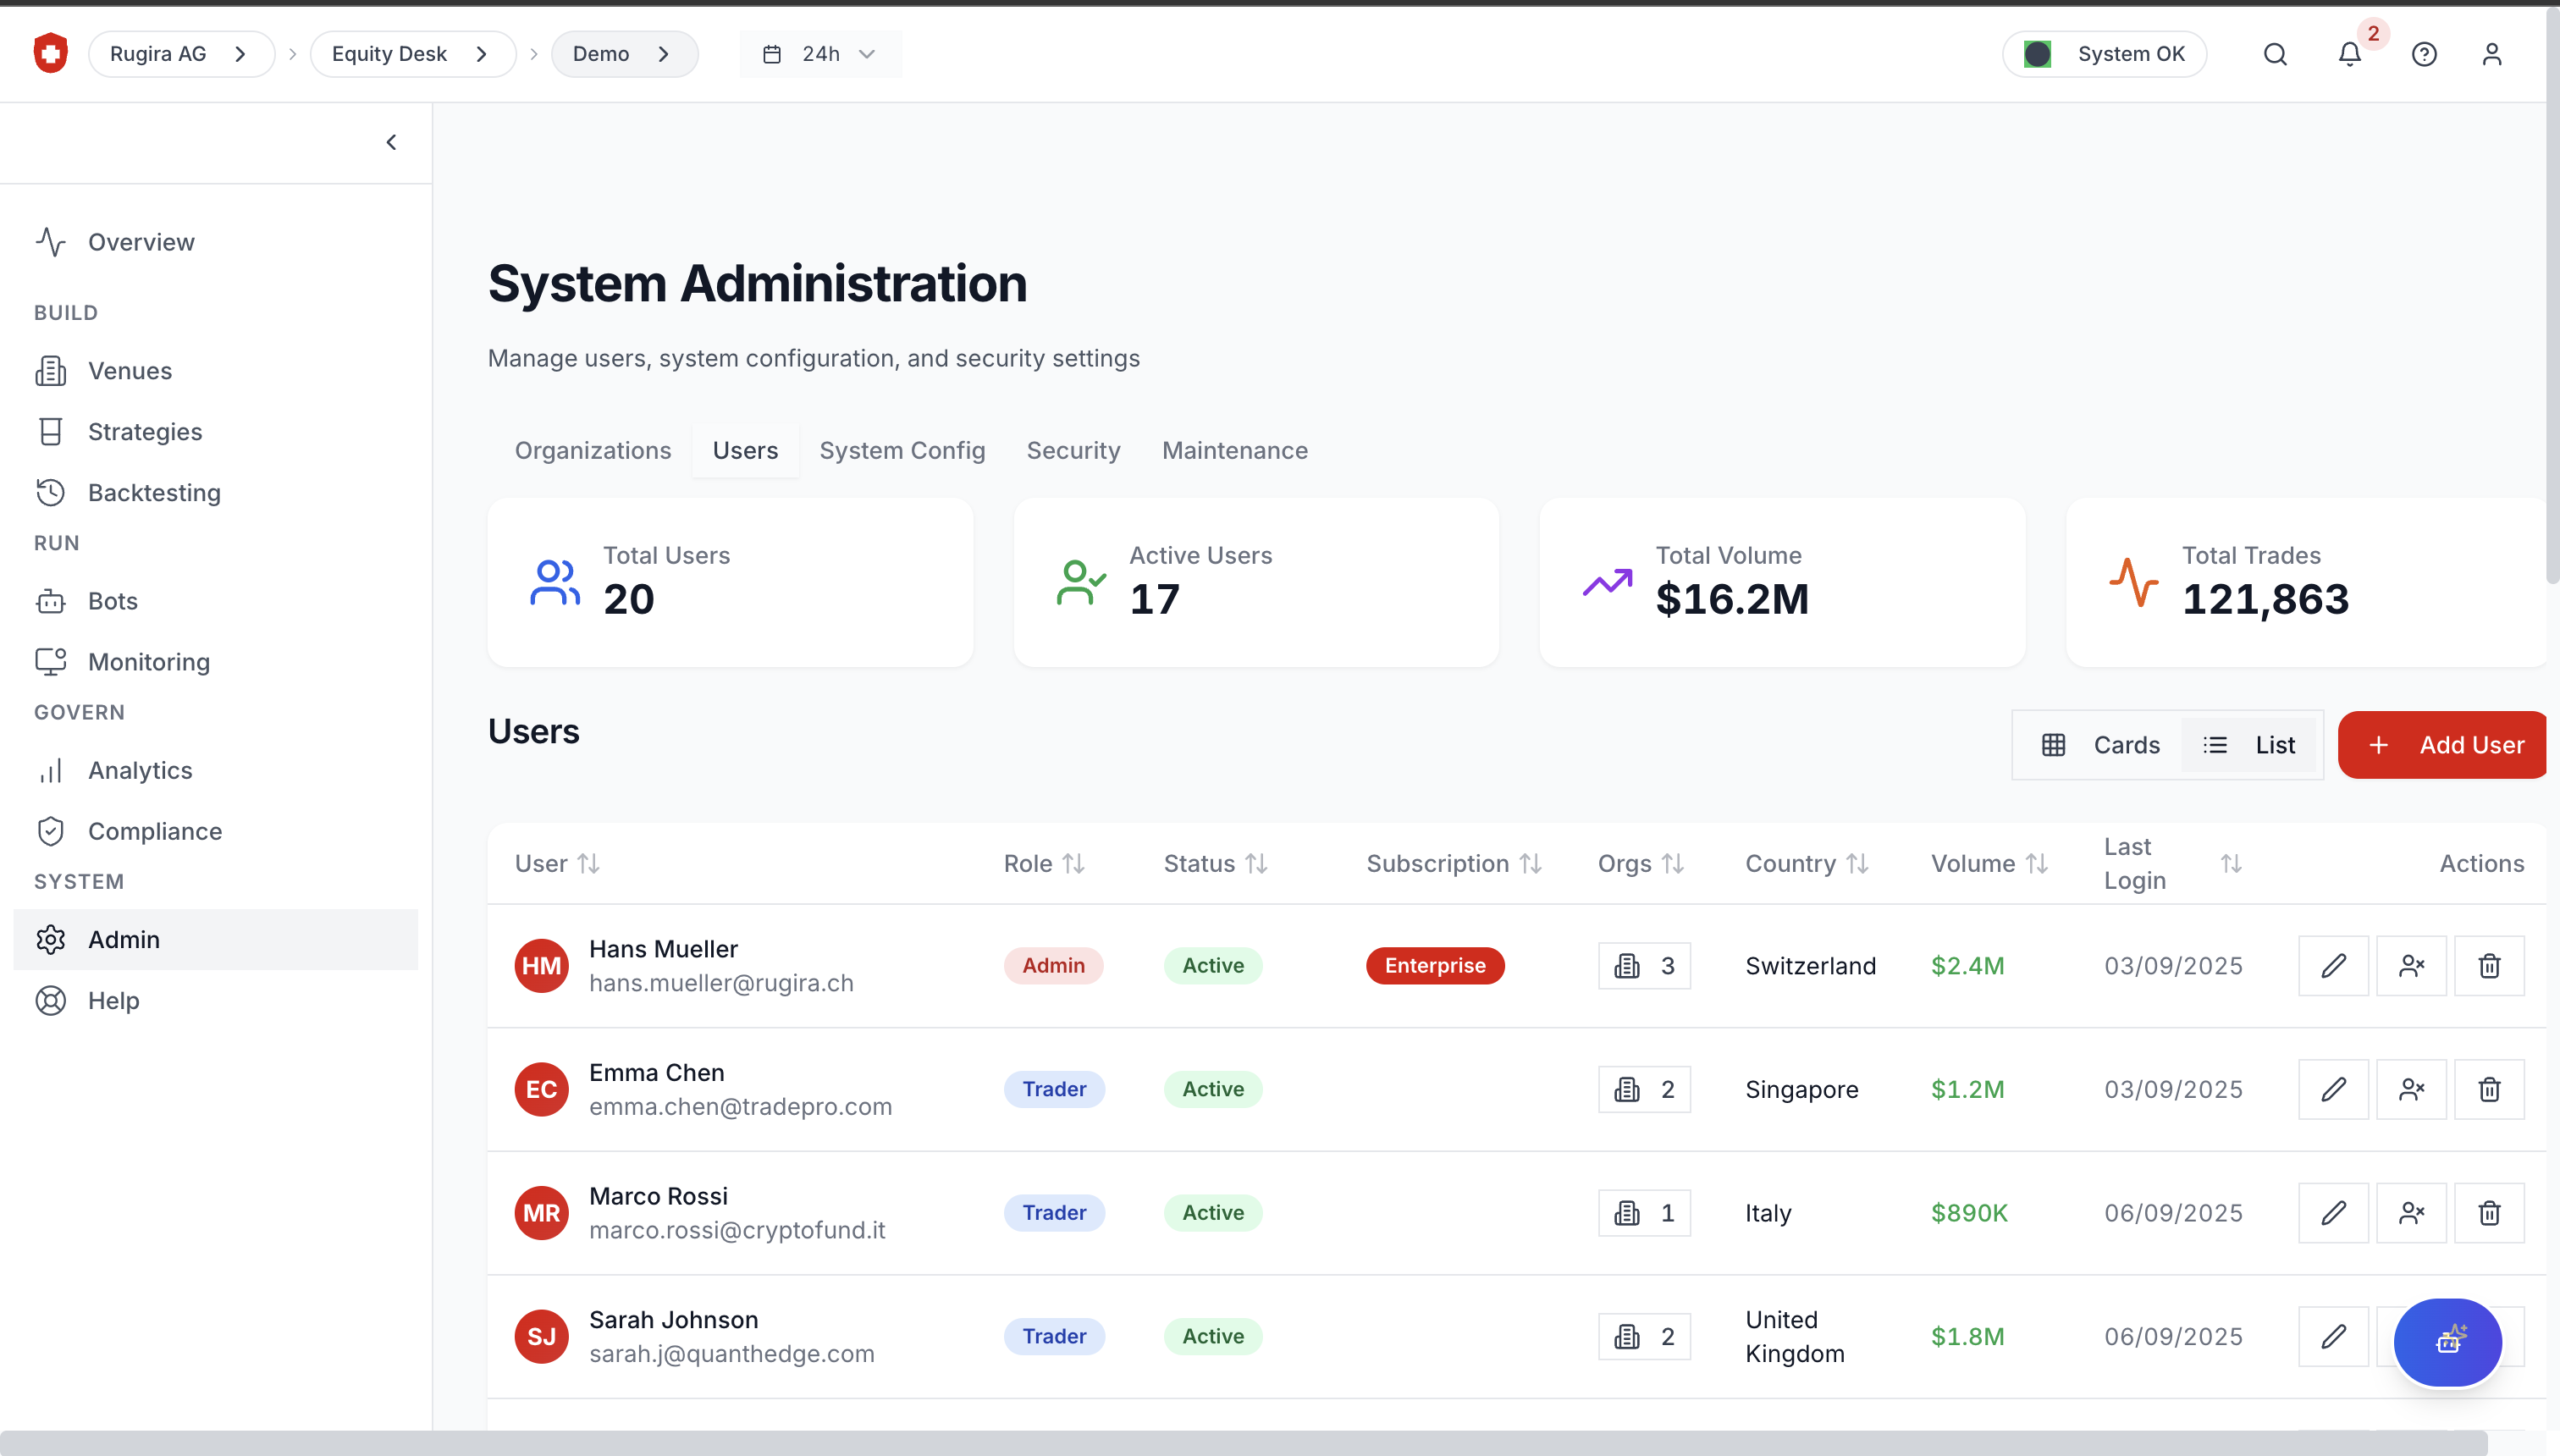 Rugira AG
Equity Desk
Demo
24h
System OK
2
Overview
BUILD
Venues
Strategies
Backtesting
RUN
Bots
Monitoring
GOVERN
Analytics
Compliance
SYSTEM
Admin
Help
System Administration
Manage users, system configuration, and security settings
Organizations Users System Config Security Maintenance
Total Users
20
Active Users
17
Total Volume
$16.2M
Total Trades
121,863
Users
Cards List
Add User
User Role Status Subscription Orgs Country Volume Last Login Actions
HM
Hans Mueller
hans.mueller@rugira.ch
Admin Active Enterprise 3 Switzerland $2.4M 03/09/2025
EC
Emma Chen
emma.chen@tradepro.com
Trader Active 2 Singapore $1.2M 03/09/2025
MR
Marco Rossi
marco.rossi@cryptofund.it
Trader Active 1 Italy $890K 06/09/2025
SJ
Sarah Johnson
sarah.j@quanthedge.com
Trader Active 2 United Kingdom $1.8M 06/09/2025